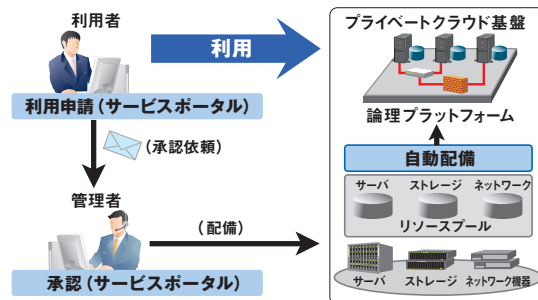 利用者
利用
利用申請（サービスポータル）
（承認依頼）
管理者
（配備）
承認（サービスポータル）
プライベートクラウド基盤
論理プラットフォーム
自動配備
サーバ ストレージ ネットワーク
リソースプール
サーバ ストレージ ネットワーク機器